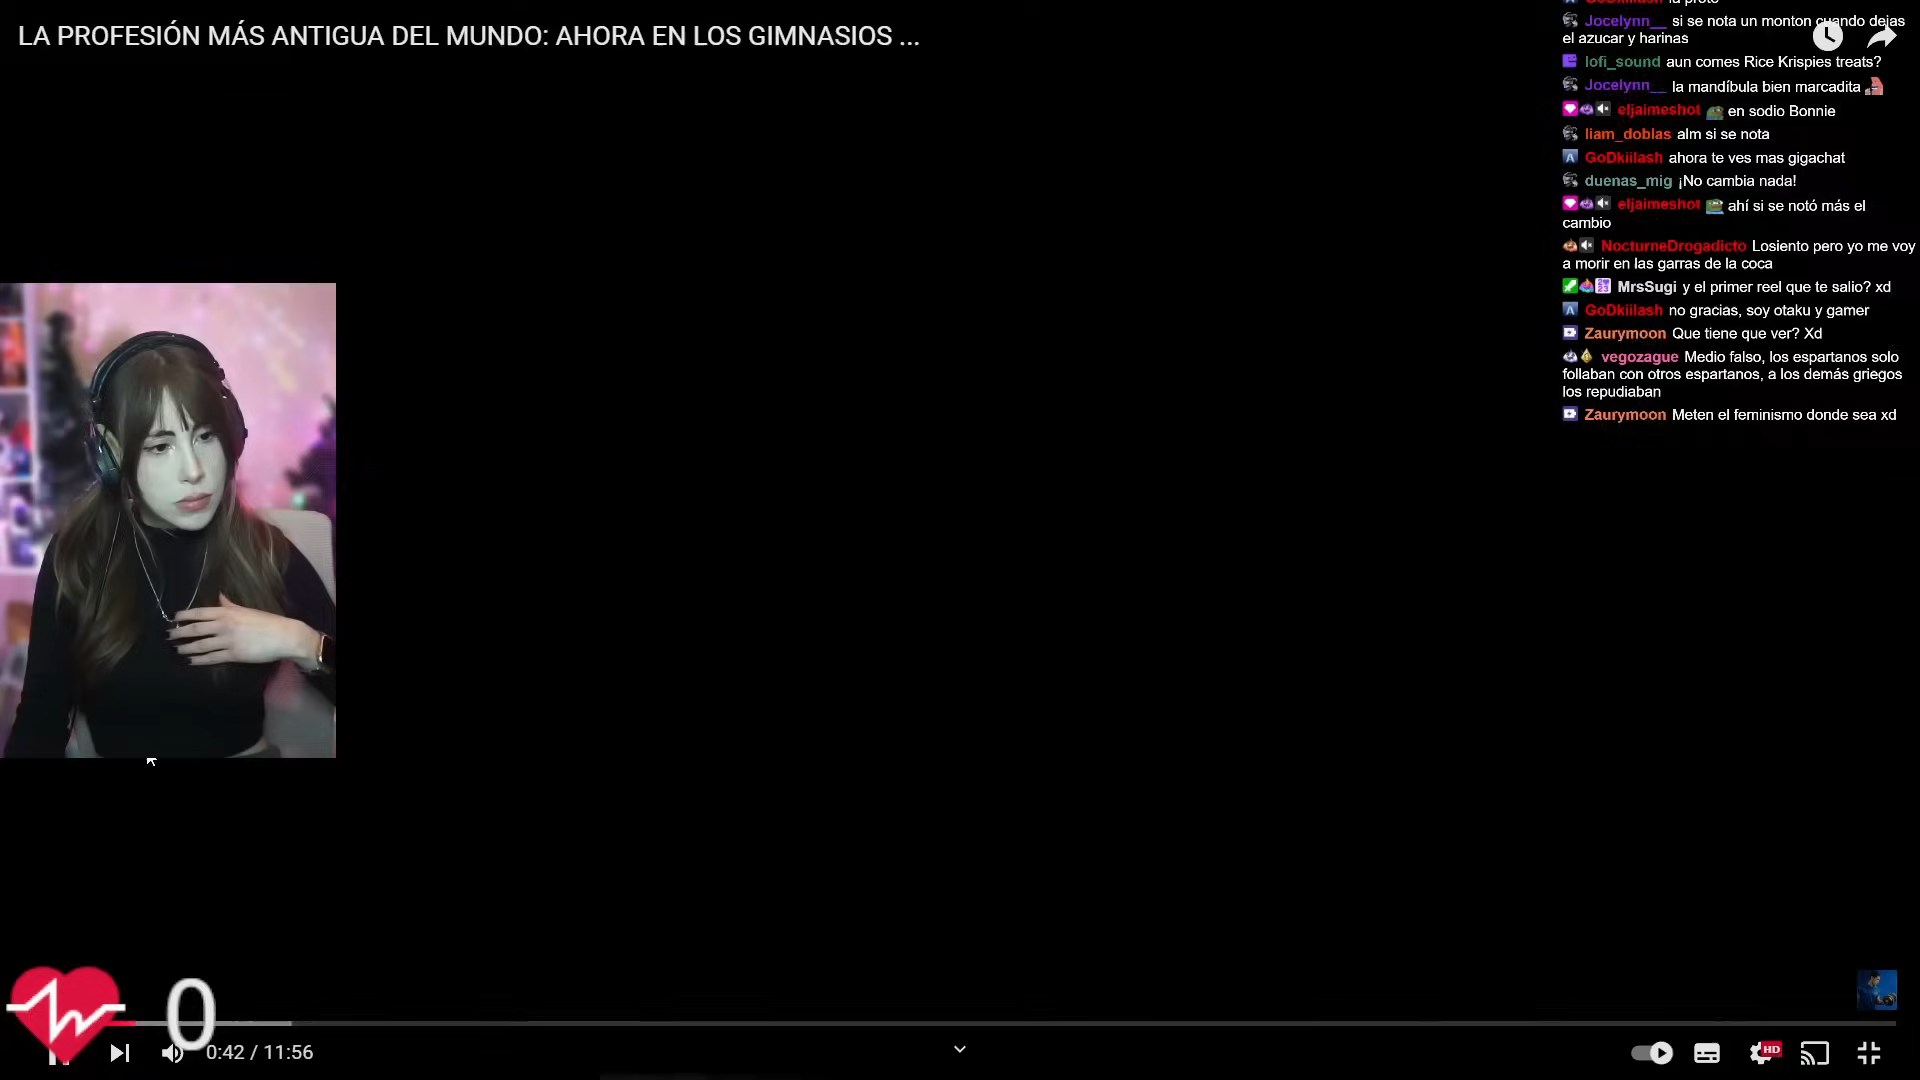 LA PROFESIÓN MÁS ANTIGUA DEL MUNDO: AHORA EN LOS GIMNASIOS ...
Jocelynn__ si se nota un monton cuando dejas
el azucar y harinas
lofi_sound aun comes Rice Krispies treats?
Jocelynn__ la mandíbula bien marcadita
eljaimeshot en sodio Bonnie
liam_doblas alm si se nota
GoDkiilash ahora te ves mas gigachat
duenas_mig ¡No cambia nada!
eljaimeshot ahí si se notó más el
cambio
NocturneDrogadicto Losiento pero yo me voy
a morir en las garras de la coca
MrsSugi y el primer reel que te salio? xd
GoDkiilash no gracias, soy otaku y gamer
Zaurymoon Que tiene que ver? Xd
vegozague Medio falso, los espartanos solo
follaban con otros espartanos, a los demás griegos
los repudiaban
Zaurymoon Meten el feminismo donde sea xd
0
0:42 / 11:56
HD